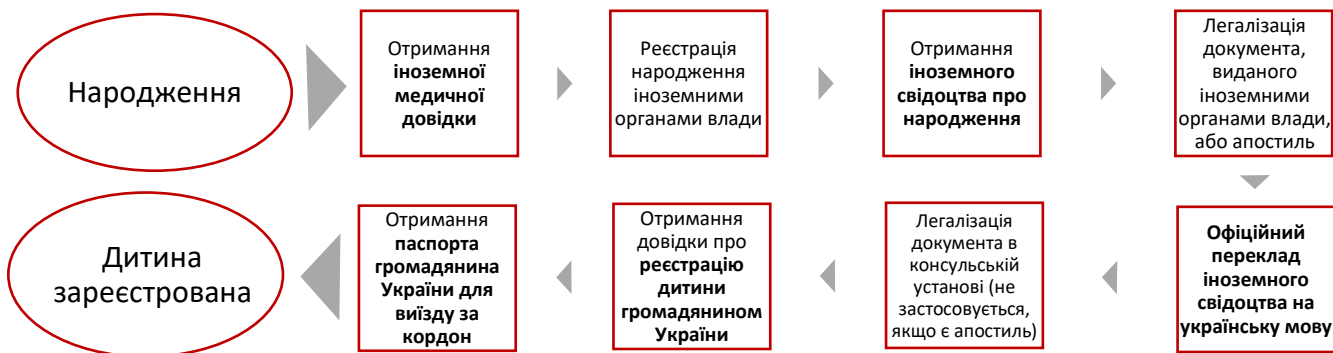 Народження
Отримання
іноземної
медичної
довідки
Реєстрація
народження
іноземними
органами влади
Отримання
іноземного
свідоцтва про
народження
Легалізація
документа,
виданого
іноземними
органами влади,
або апостиль
Офіційний
переклад
іноземного
свідоцтва на
українську мову
Легалізація
документа в
консульській
установі (не
застосовується,
якщо є апостиль)
Отримання
довідки про
реєстрацію
дитини
громадянином
України
Отримання
паспорта
громадянина
України для
виїзду за
кордон
Дитина
зареєстрована